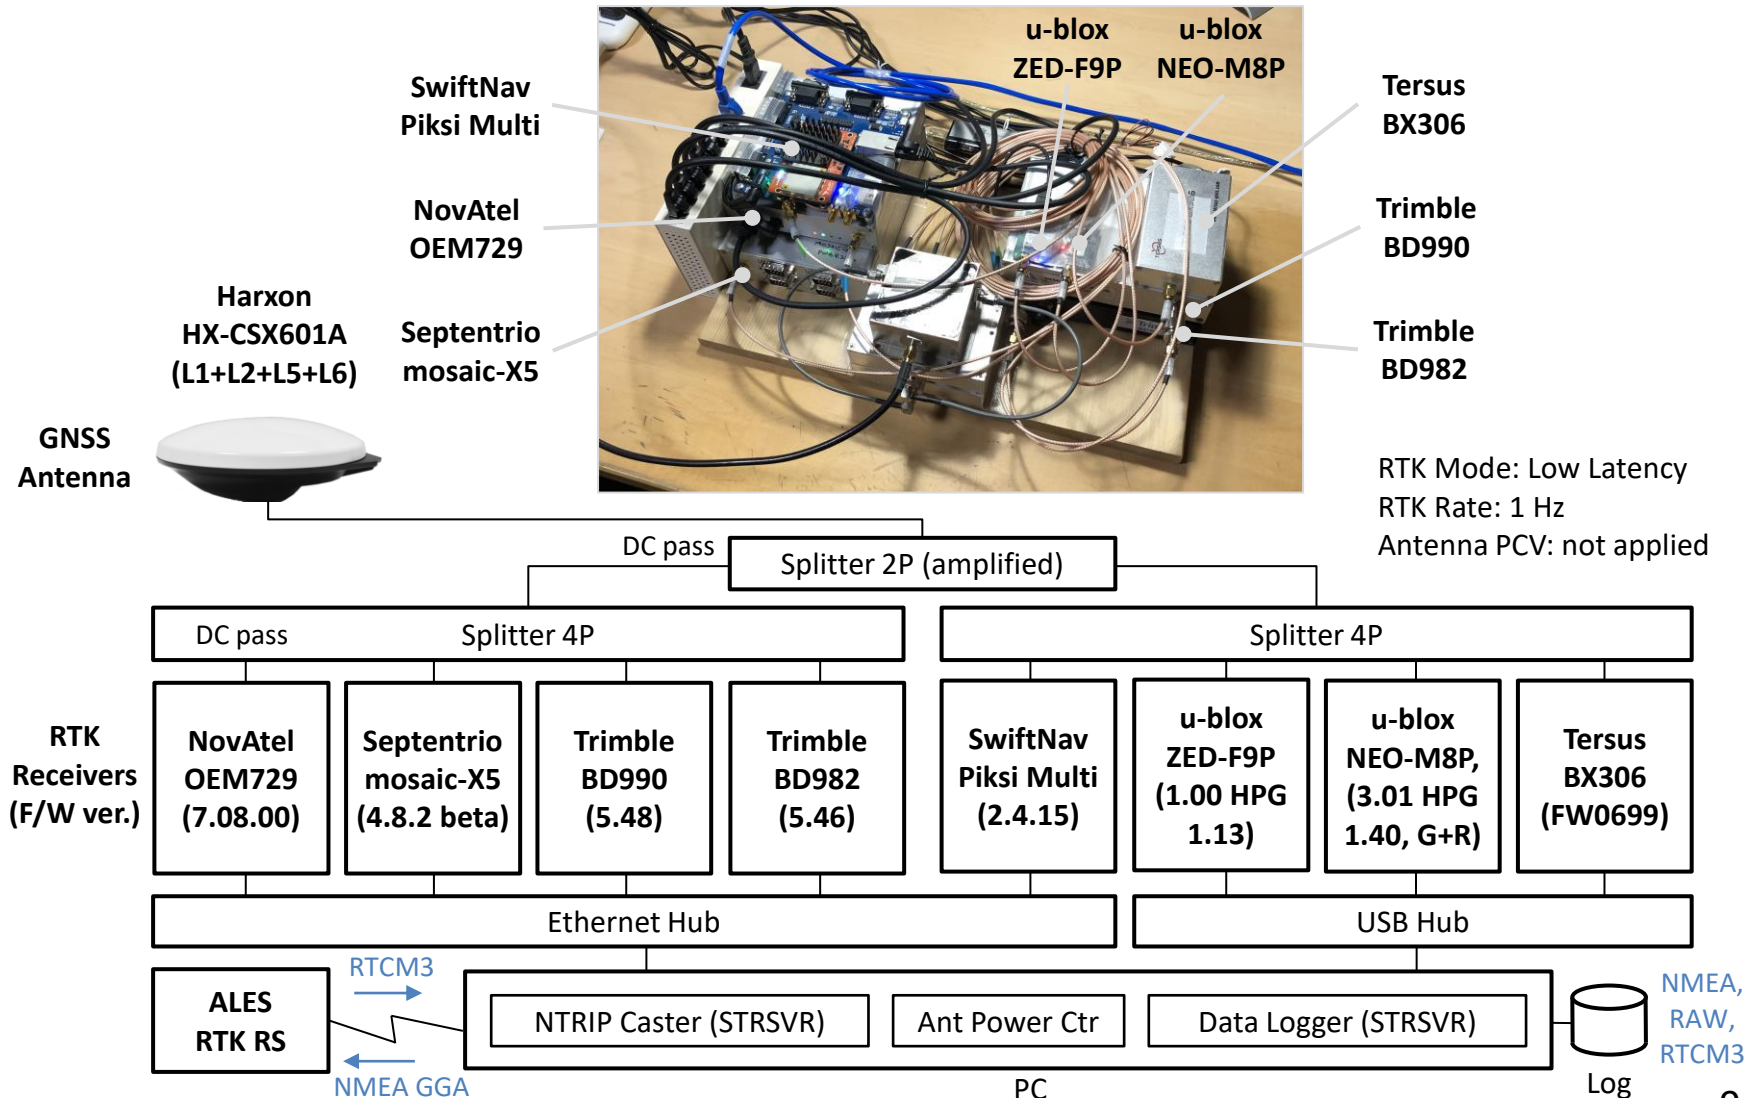 u-blox
ZED-F9P
u-blox
NEO-M8P
SwiftNav
Piksi Multi
Tersus
BX306
NovAtel
OEM729
Trimble
BD990
Harxon
HX-CSX601A
(L1+L2+L5+L6)
Septentrio
mosaic-X5
Trimble
BD982
GNSS
Antenna
RTK Mode: Low Latency
RTK Rate: 1 Hz
Antenna PCV: not applied
DC pass
Splitter 2P (amplified)
DC pass
Splitter 4P
Splitter 4P
RTK
Receivers
(F/W ver.)
NovAtel
OEM729
(7.08.00)
Septentrio
mosaic-X5
(4.8.2 beta)
Trimble
BD990
(5.48)
Trimble
BD982
(5.46)
SwiftNav
Piksi Multi
(2.4.15)
u-blox
ZED-F9P
(1.00 HPG
1.13)
u-blox
NEO-M8P,
(3.01 HPG
1.40, G+R)
Tersus
BX306
(FW0699)
Ethernet Hub
USB Hub
ALES
RTK RS
RTCM3
NMEA GGA
NTRIP Caster (STRSVR)
Ant Power Ctr
Data Logger (STRSVR)
PC
NMEA,
RAW,
RTCM3
Log